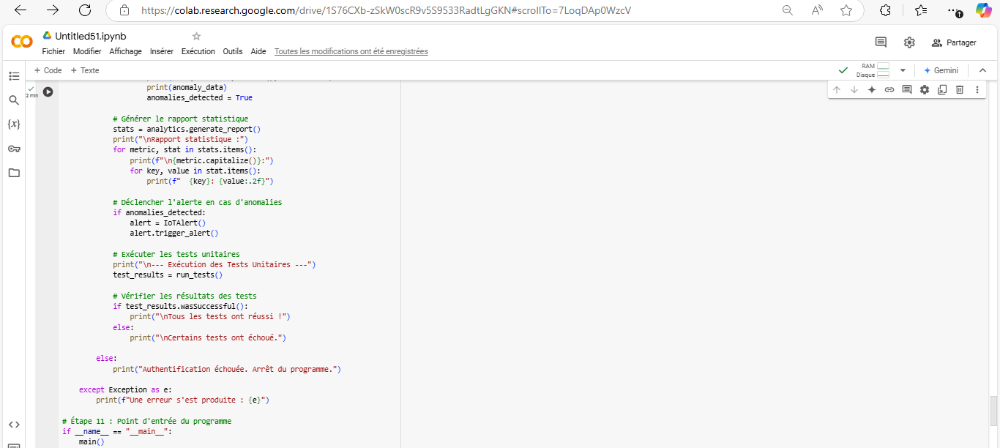 https://colab.research.google.com/drive/1S76CXb-zSkW0scR9v5S9533RadtLgGKN#scrollTo=7LoqDAp0WzcV
Untitled51.ipynb
Fichier Modifier Affichage Insérer Exécution Outils Aide Toutes les modifications ont été enregistrées
Partager
+ Code + Texte
RAM
Disque
Gemini
2 min
print(anomaly_data)
anomalies_detected = True
# Générer le rapport statistique
stats = analytics.generate_report()
print("\nRapport statistique :")
for metric, stat in stats.items():
print(f"\n{metric.capitalize()}:")
for key, value in stat.items():
print(f"  {key}: {value:.2f}")
# Déclencher l'alerte en cas d'anomalies
if anomalies_detected:
alert = IoTAlert()
alert.trigger_alert()
# Exécuter les tests unitaires
print("\n--- Exécution des Tests Unitaires ---")
test_results = run_tests()
# Vérifier les résultats des tests
if test_results.wasSuccessful():
print("\nTous les tests ont réussi !")
else:
print("\nCertains tests ont échoué.")
else:
print("Authentification échouée. Arrêt du programme.")
except Exception as e:
print(f"Une erreur s'est produite : {e}")
# Étape 11 : Point d'entrée du programme
if __name__ == "__main__":
main()